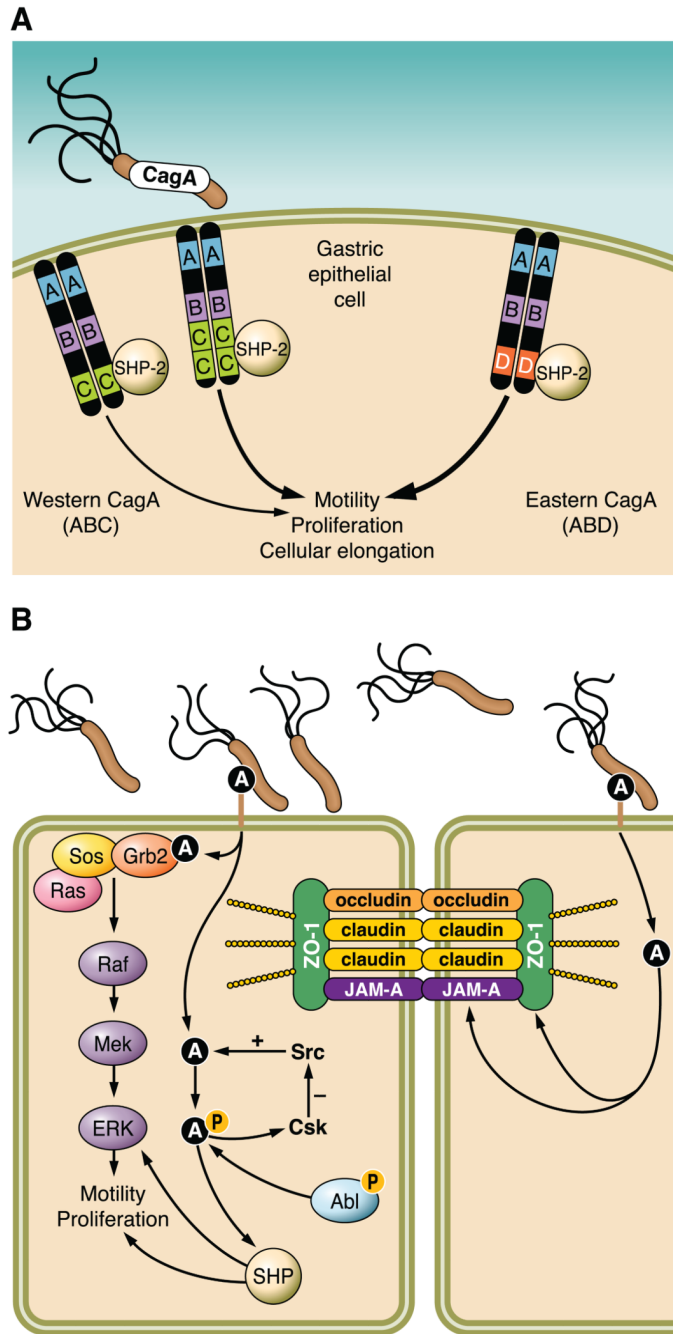 A
CagA
A A
B B
C C
SHP-2
A A
B B
C C
C C
SHP-2
Gastric
epithelial
cell
A A
B B
D D
SHP-2
Western CagA
(ABC)
Motility
Proliferation
Cellular elongation
Eastern CagA
(ABD)
B
A
A
Sos
Grb2
A
Ras
Raf
Mek
ERK
Motility
Proliferation
A
+
Src
–
A
P
Csk
Abl
P
SHP
ZO-1
occludin occludin
claudin claudin
claudin claudin
JAM-A JAM-A
ZO-1
A